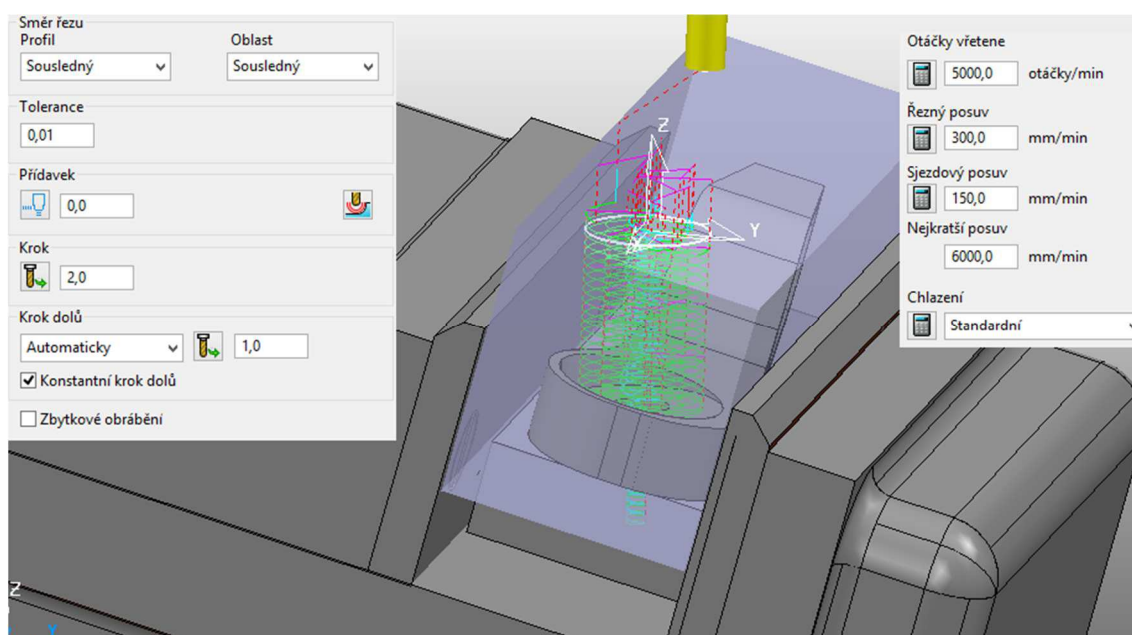 Směr řezu
Profil Oblast
Sousledný Sousledný
Tolerance
0,01
Přídavek
0,0
Krok
2,0
Krok dolů
Automaticky 1,0
Konstantní krok dolů
Zbytkové obrábění
Otáčky vřetene
5000,0 otáčky/min
Řezný posuv
300,0 mm/min
Sjezdový posuv
150,0 mm/min
Nejkratší posuv
6000,0 mm/min
Chlazení
Standardní
Z
Y
X
Z
Y